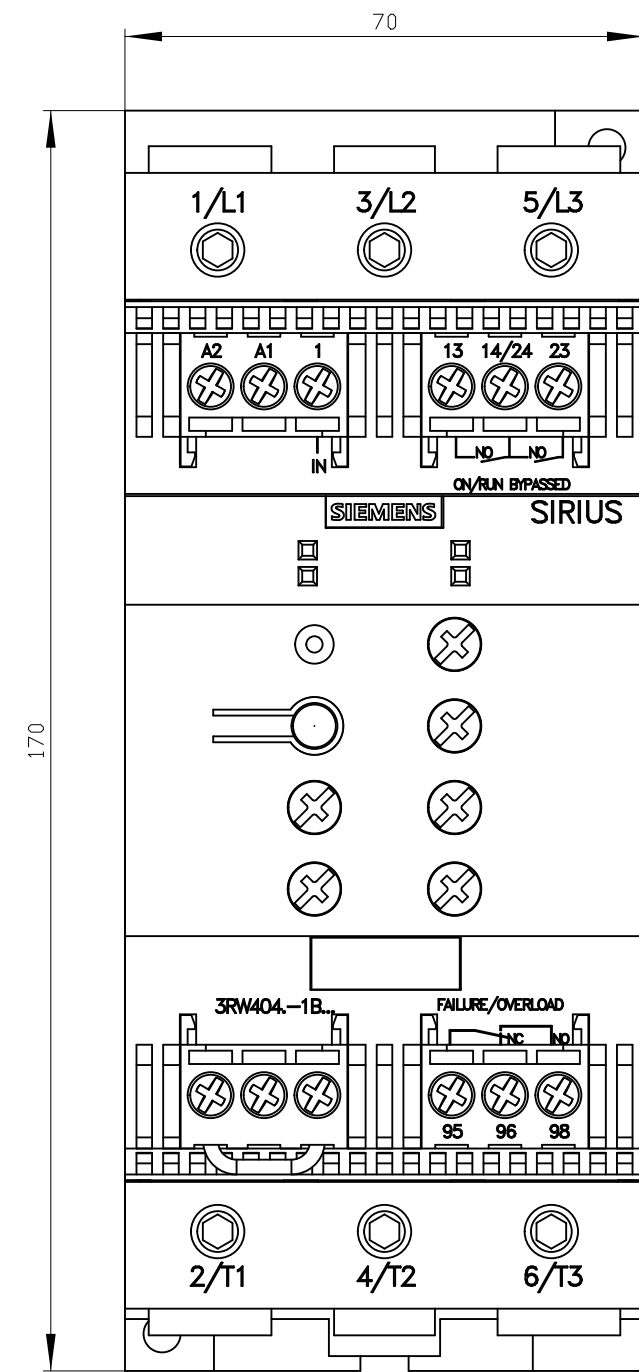 70
1/L1 3/L2 5/L3
A2 A1 1 13 14/24 23
NO NO
IN
ON/RUN BYPASSED
SIEMENS SIRIUS
170
3RW404.-1B... FAILURE/OVERLOAD
NC NO
95 96 98
2/T1 4/T2 6/T3